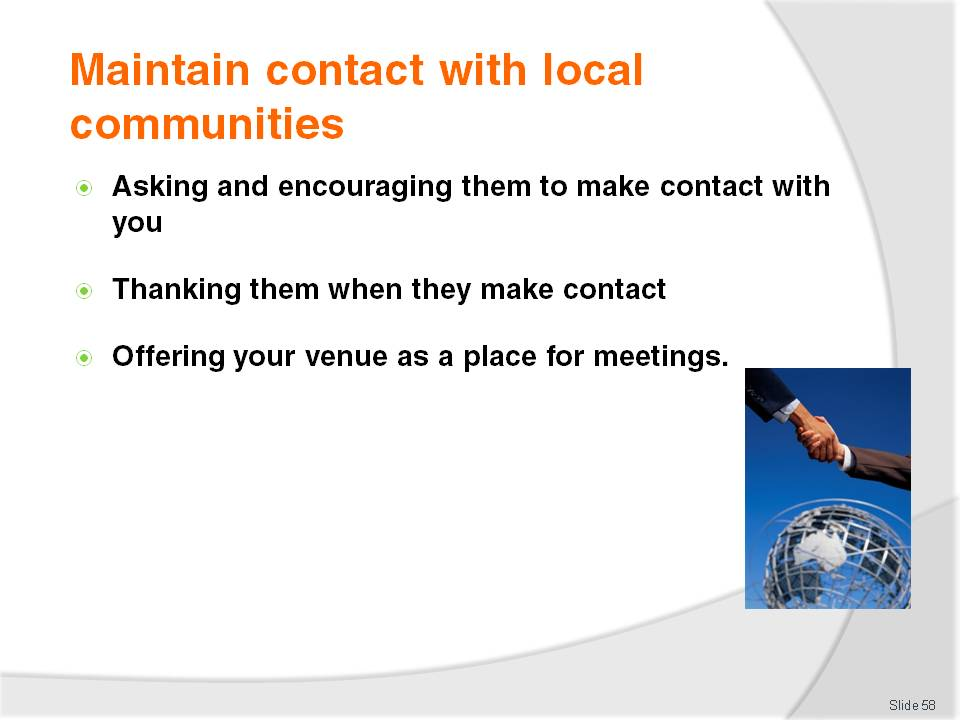 Maintain contact with local
communities
Asking and encouraging them to make contact with
you
Thanking them when they make contact
Offering your venue as a place for meetings.
Slide 58